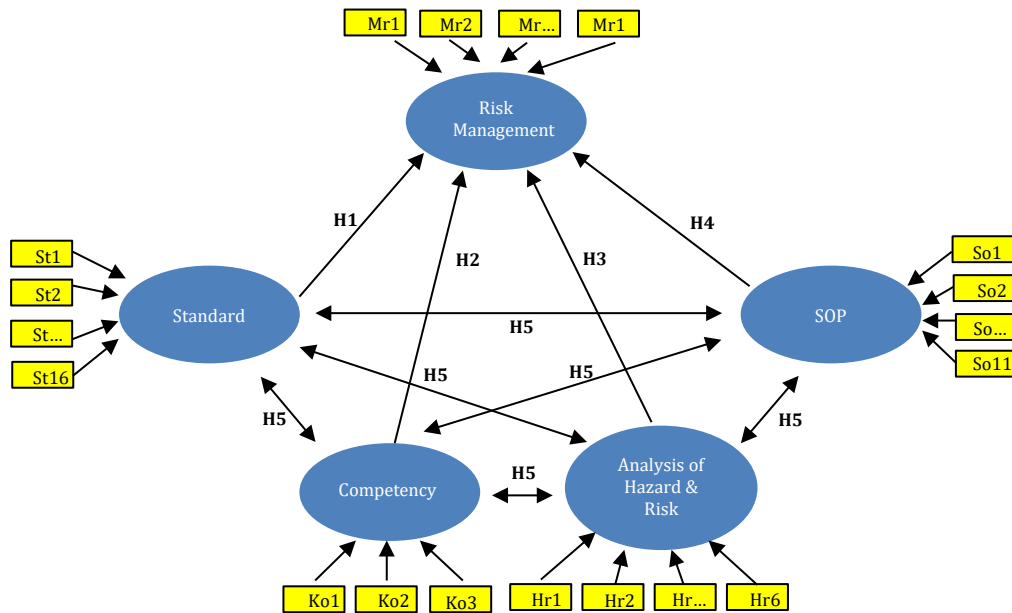 Mr1
Mr2
Mr...
Mr1
Risk
Management
H1
H4
H2
H3
St1
St2
St...
St16
Standard
SOP
So1
So2
So...
So11
H5
H5
H5
H5
H5
Competency
H5
Analysis of
Hazard &
Risk
Ko1
Ko2
Ko3
Hr1
Hr2
Hr...
Hr6